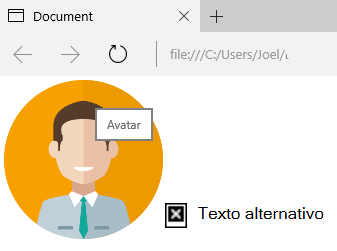 Document
file:///C:/Users/Joel/
Avatar
Texto alternativo